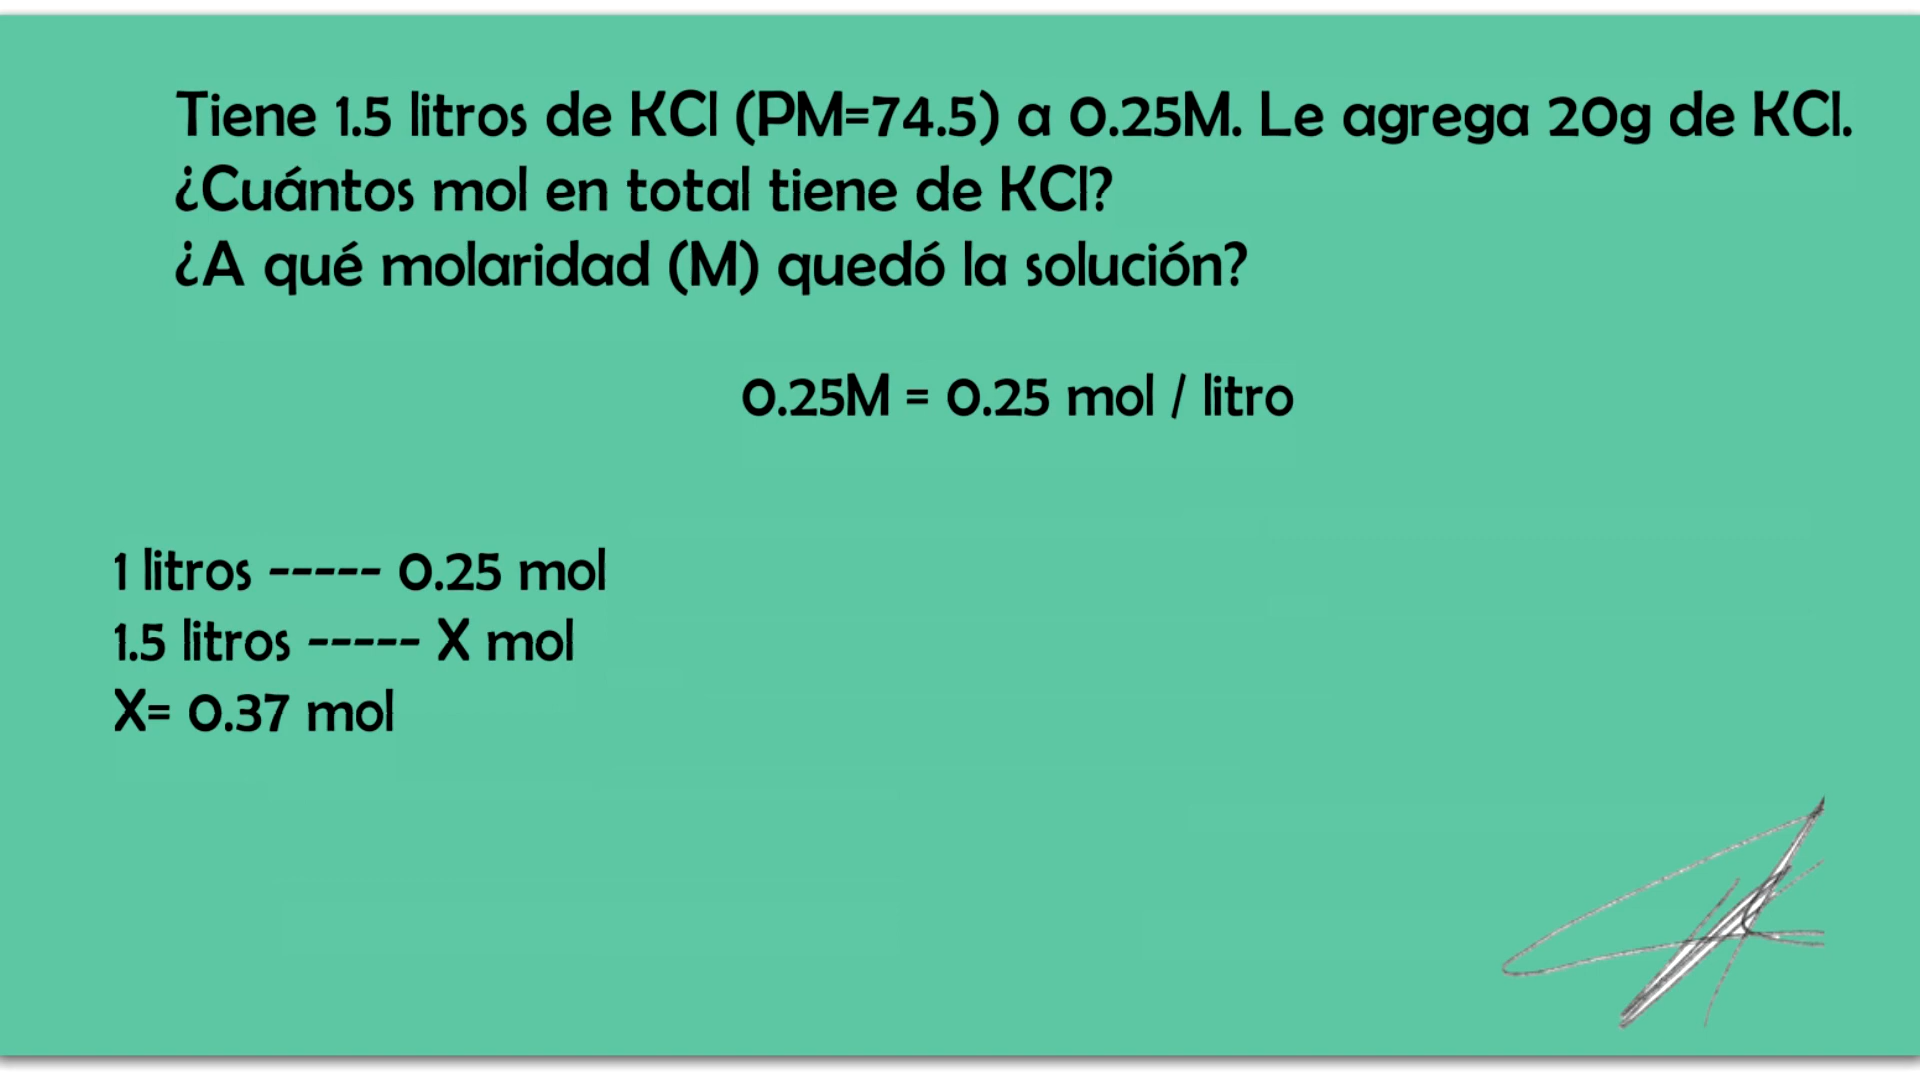 Tiene 1.5 litros de KCl (PM=74.5) a 0.25M. Le agrega 20g de KCl.
¿Cuántos mol en total tiene de KCl?
¿A qué molaridad (M) quedó la solución?
0.25M = 0.25 mol / litro
1 litros ----- 0.25 mol
1.5 litros ----- X mol
X= 0.37 mol